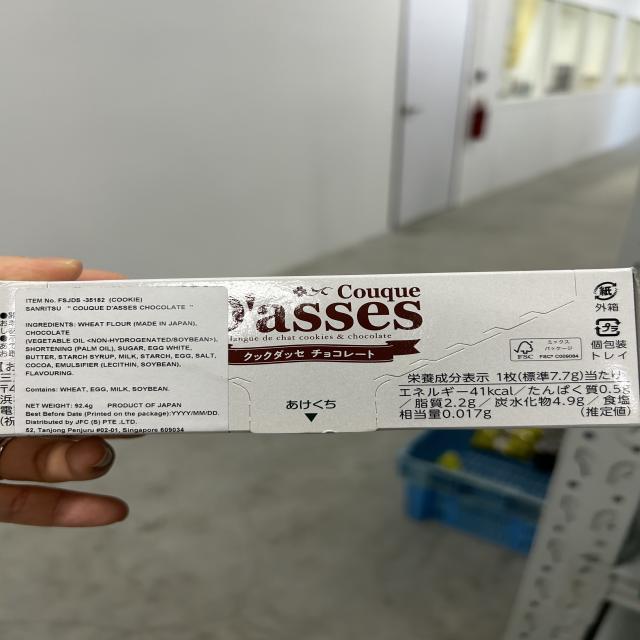 ITEM No. FSJDS -35182 (COOKIE)
SANRITSU " COUQUE D'ASSES CHOCOLATE "
INGREDIENTS: WHEAT FLOUR (MADE IN JAPAN),
CHOCOLATE
(VEGETABLE OIL <NON-HYDROGENATED/SOYBEAN>),
SHORTENING (PALM OIL), SUGAR, EGG WHITE,
BUTTER, STARCH SYRUP, MILK, STARCH, EGG, SALT,
COCOA, EMULSIFIER (LECITHIN, SOYBEAN),
FLAVOURING.
Contains: WHEAT, EGG, MILK, SOYBEAN.
NET WEIGHT: 92.4g PRODUCT OF JAPAN
Best Before Date (Printed on the package):YYYY/MM/DD.
Distributed by JFC (S) PTE .LTD.
52, Tanjong Penjuru #02-01, Singapore 609034
Couque
D'asses
langue de chat cookies & chocolate
クックダッセ チョコレート
あけくち
FSC
ミックス
パッケージ
紙
外箱
プラ
個包装
トレイ
栄養成分表示 1枚(標準7.7g)当たり
エネルギー41kcal/たんぱく質0.5g
脂質2.2g/炭水化物4.9g/食塩
相当量0.017g (推定値)